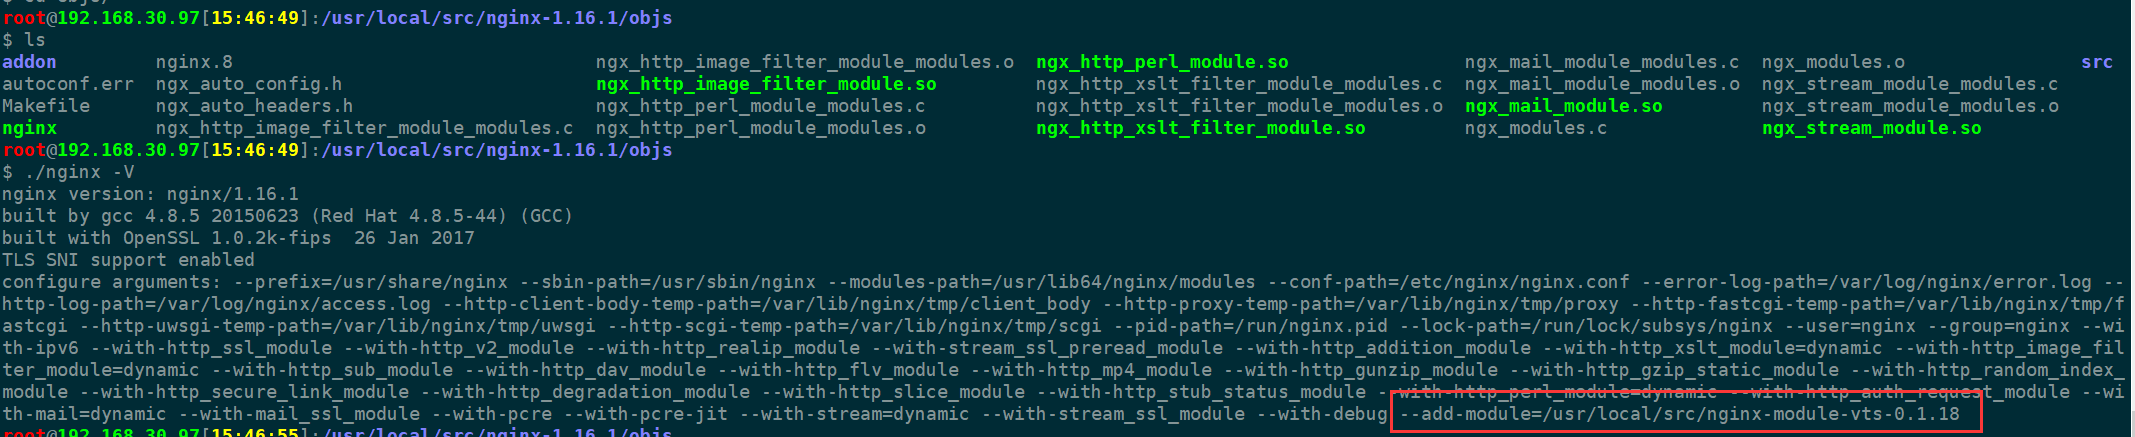 $ cd objs/
root@192.168.30.97[15:46:49]:/usr/local/src/nginx-1.16.1/objs
$ ls
addon nginx.8 ngx_http_image_filter_module_modules.o ngx_http_perl_module.so ngx_mail_module_modules.c ngx_modules.o src
autoconf.err ngx_auto_config.h ngx_http_image_filter_module.so ngx_http_xslt_filter_module_modules.c ngx_mail_module_modules.o ngx_stream_module_modules.c
Makefile ngx_auto_headers.h ngx_http_perl_module_modules.c ngx_http_xslt_filter_module_modules.o ngx_mail_module.so ngx_stream_module_modules.o
nginx ngx_http_image_filter_module_modules.c ngx_http_perl_module_modules.o ngx_http_xslt_filter_module.so ngx_modules.c ngx_stream_module.so
root@192.168.30.97[15:46:49]:/usr/local/src/nginx-1.16.1/objs
$ ./nginx -V
nginx version: nginx/1.16.1
built by gcc 4.8.5 20150623 (Red Hat 4.8.5-44) (GCC)
built with OpenSSL 1.0.2k-fips  26 Jan 2017
TLS SNI support enabled
configure arguments: --prefix=/usr/share/nginx --sbin-path=/usr/sbin/nginx --modules-path=/usr/lib64/nginx/modules --conf-path=/etc/nginx/nginx.conf --error-log-path=/var/log/nginx/error.log --
http-log-path=/var/log/nginx/access.log --http-client-body-temp-path=/var/lib/nginx/tmp/client_body --http-proxy-temp-path=/var/lib/nginx/tmp/proxy --http-fastcgi-temp-path=/var/lib/nginx/tmp/f
astcgi --http-uwsgi-temp-path=/var/lib/nginx/tmp/uwsgi --http-scgi-temp-path=/var/lib/nginx/tmp/scgi --pid-path=/run/nginx.pid --lock-path=/run/lock/subsys/nginx --user=nginx --group=nginx --wi
th-ipv6 --with-http_ssl_module --with-http_v2_module --with-http_realip_module --with-stream_ssl_preread_module --with-http_addition_module --with-http_xslt_module=dynamic --with-http_image_fil
ter_module=dynamic --with-http_sub_module --with-http_dav_module --with-http_flv_module --with-http_mp4_module --with-http_gunzip_module --with-http_gzip_static_module --with-http_random_index_
module --with-http_secure_link_module --with-http_degradation_module --with-http_slice_module --with-http_stub_status_module --with-http_perl_module=dynamic --with-http_auth_request_module --wi
th-mail=dynamic --with-mail_ssl_module --with-pcre --with-pcre-jit --with-stream=dynamic --with-stream_ssl_module --with-debug --add-module=/usr/local/src/nginx-module-vts-0.1.18
root@192.168.30.97[15:46:55]:/usr/local/src/nginx-1.16.1/objs